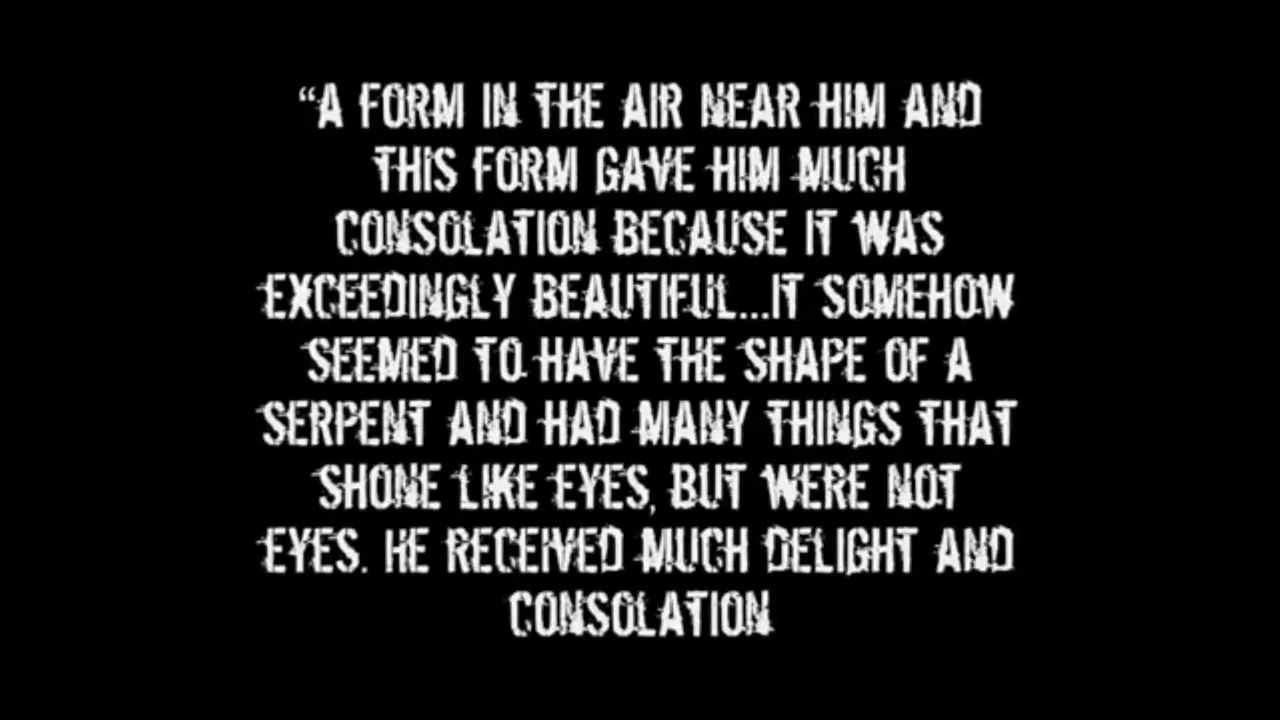 “A FORM IN THE AIR NEAR HIM AND
THIS FORM GAVE HIM MUCH
CONSOLATION BECAUSE IT WAS
EXCEEDINGLY BEAUTIFUL...IT SOMEHOW
SEEMED TO HAVE THE SHAPE OF A
SERPENT AND HAD MANY THINGS THAT
SHONE LIKE EYES, BUT WERE NOT
EYES. HE RECEIVED MUCH DELIGHT AND
CONSOLATION